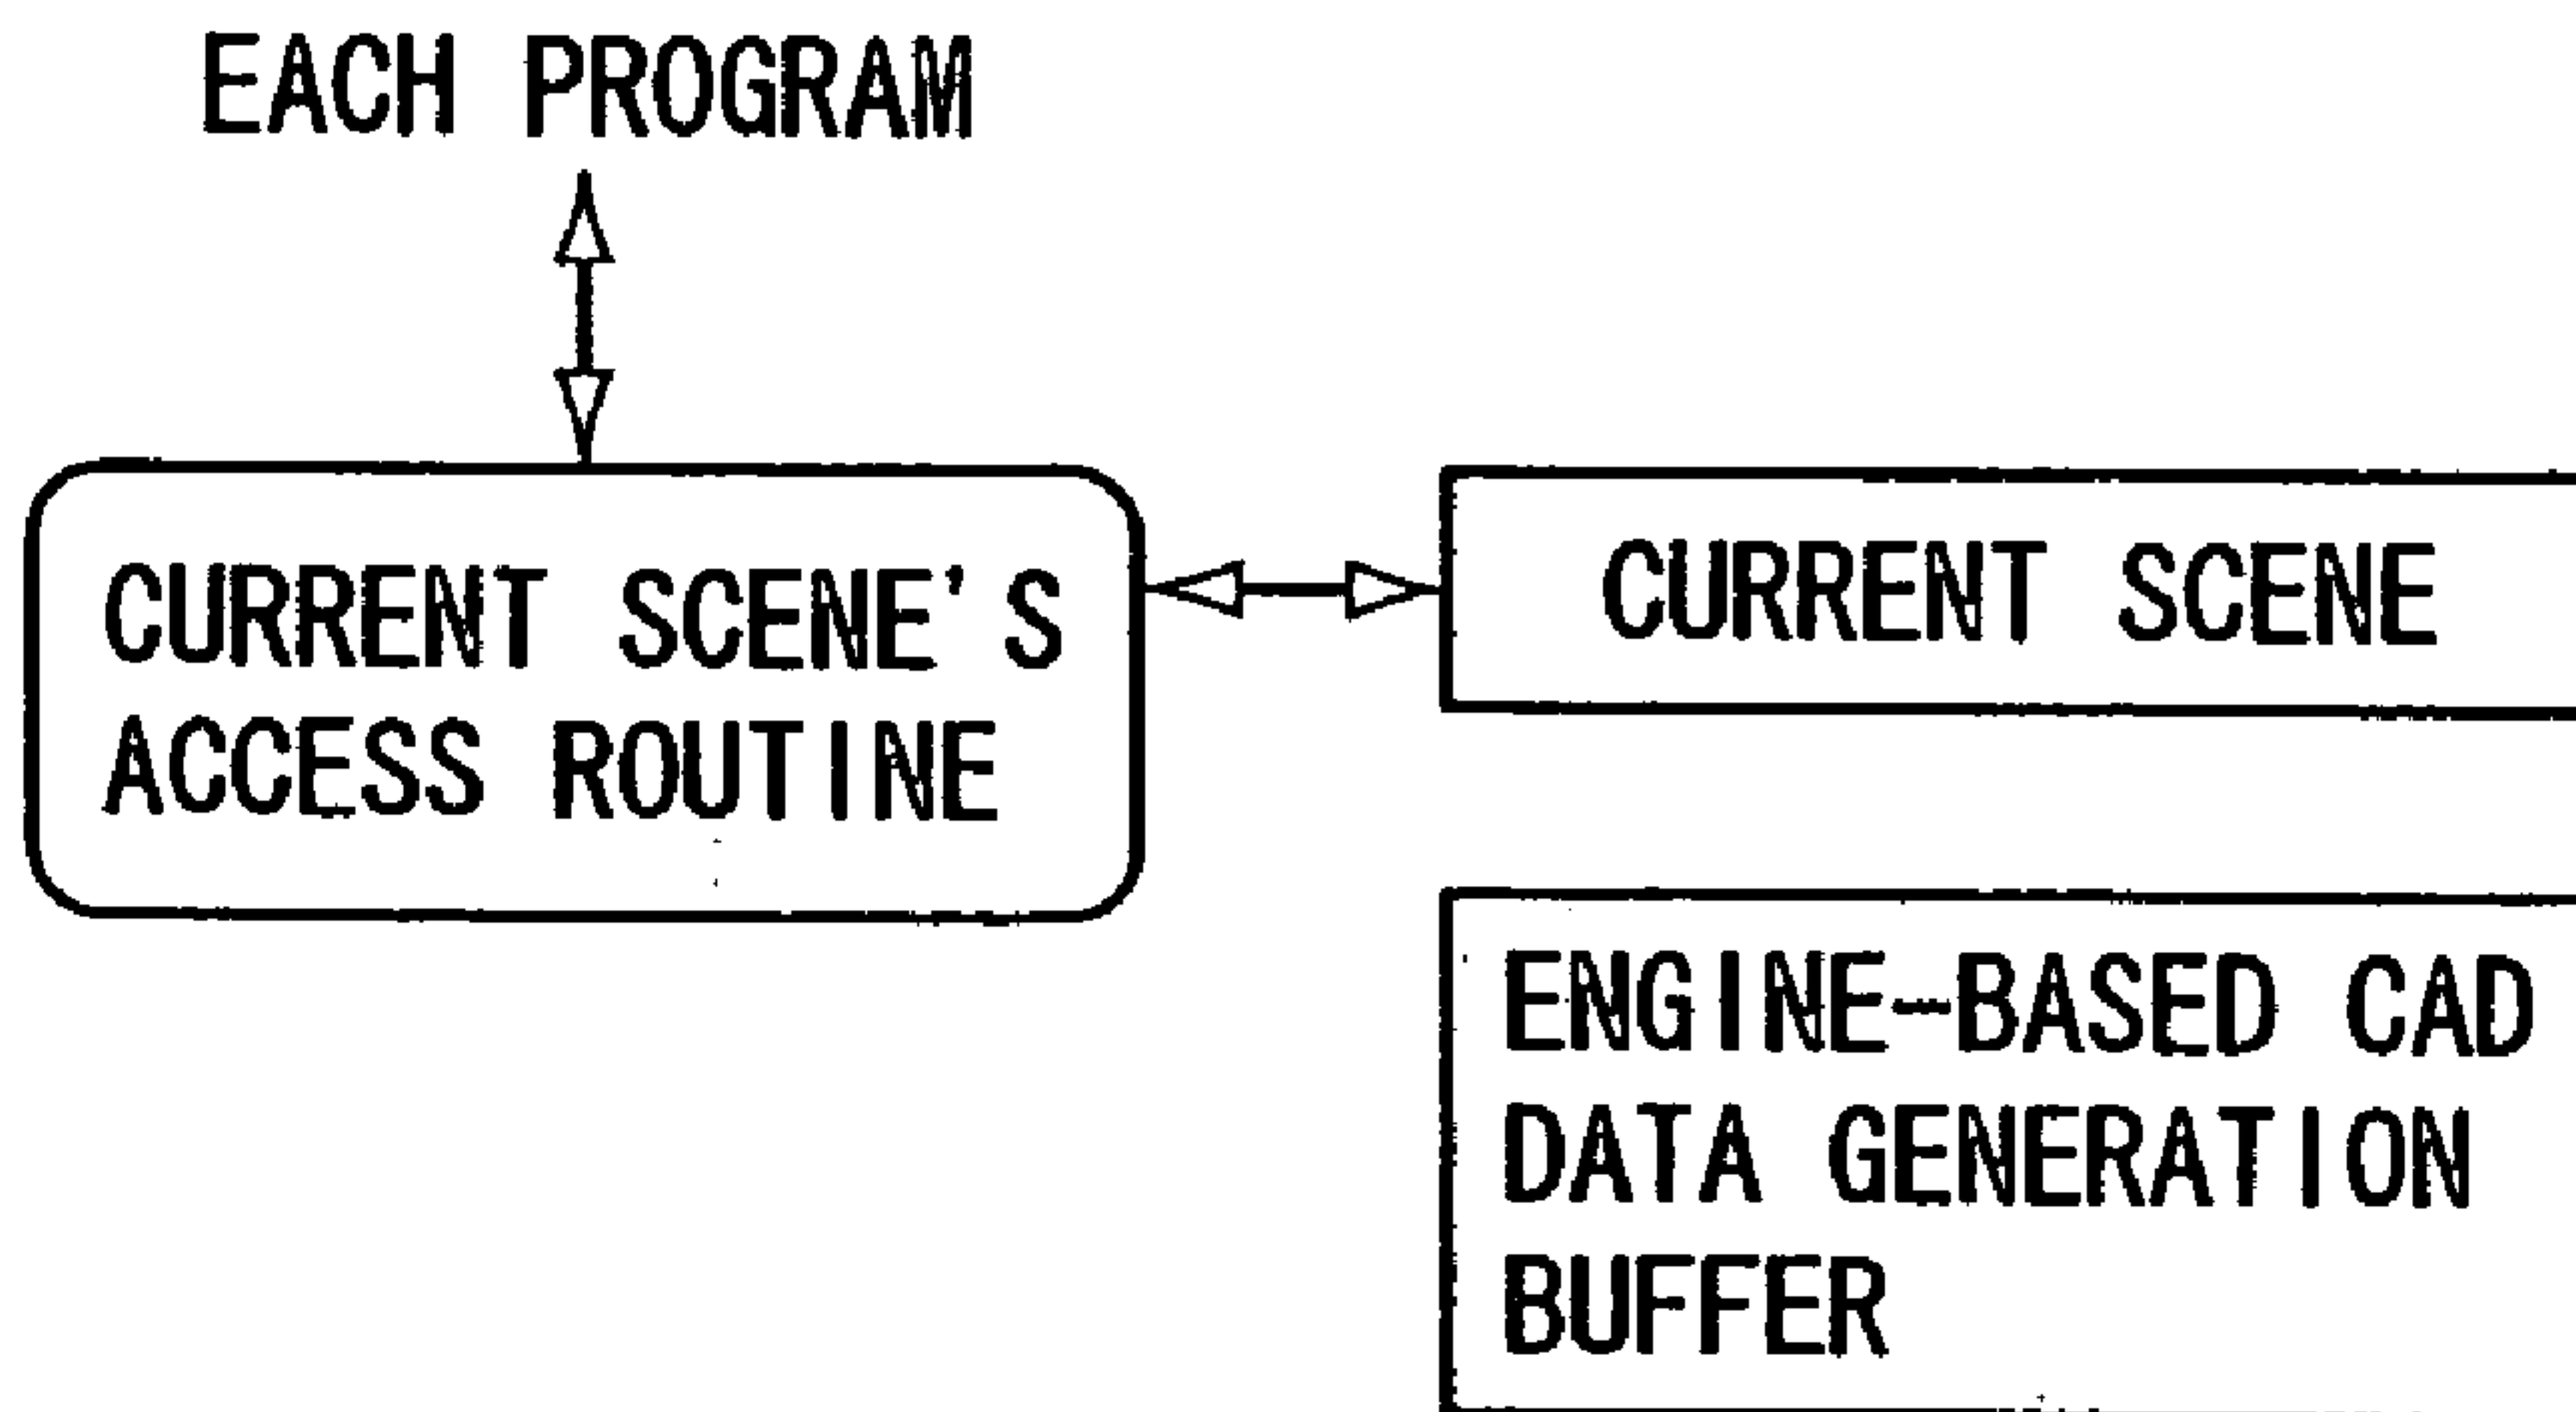 EACH PROGRAM
CURRENT SCENE'S
ACCESS ROUTINE
CURRENT SCENE
ENGINE-BASED CAD
DATA GENERATION
BUFFER